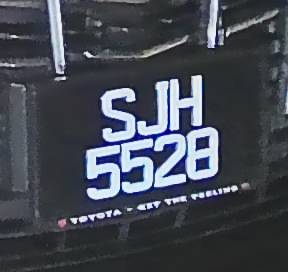 SJH
5528
TOYOTA - GET THE FEELING